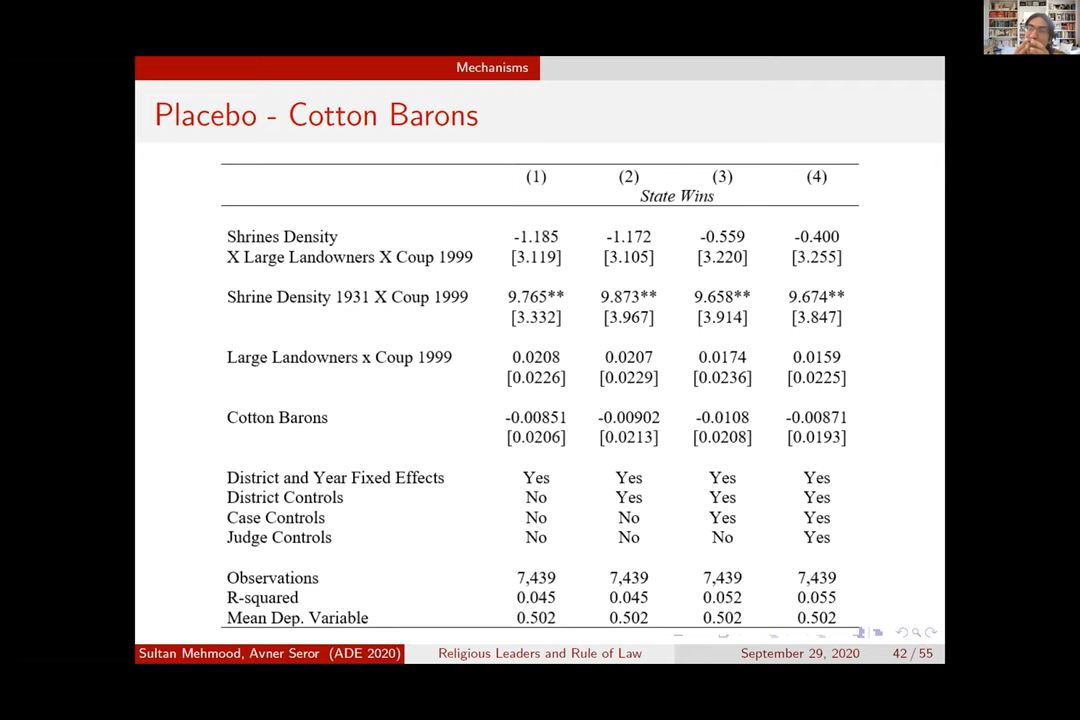 Mechanisms
Placebo - Cotton Barons
(1) (2) (3) (4)
State Wins
Shrines Density -1.185 -1.172 -0.559 -0.400
X Large Landowners X Coup 1999 [3.119] [3.105] [3.220] [3.255]
Shrine Density 1931 X Coup 1999 9.765** 9.873** 9.658** 9.674**
[3.332] [3.967] [3.914] [3.847]
Large Landowners x Coup 1999 0.0208 0.0207 0.0174 0.0159
[0.0226] [0.0229] [0.0236] [0.0225]
Cotton Barons -0.00851 -0.00902 -0.0108 -0.00871
[0.0206] [0.0213] [0.0208] [0.0193]
District and Year Fixed Effects Yes Yes Yes Yes
District Controls No Yes Yes Yes
Case Controls No No Yes Yes
Judge Controls No No No Yes
Observations 7,439 7,439 7,439 7,439
R-squared 0.045 0.045 0.052 0.055
Mean Dep. Variable 0.502 0.502 0.502 0.502
Sultan Mehmood, Avner Seror (ADE 2020) Religious Leaders and Rule of Law September 29, 2020 42 / 55